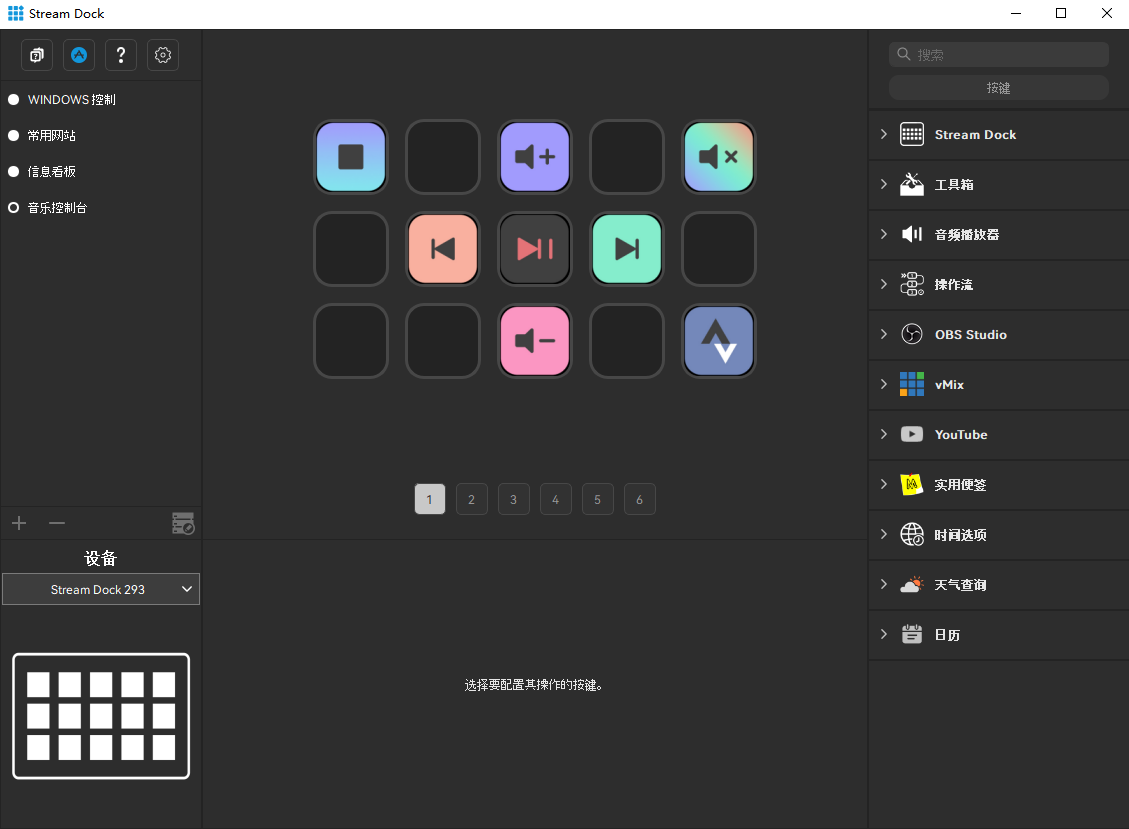 Stream Dock
?
WINDOWS 控制
常用网站
信息看板
音乐控制台
设备
Stream Dock 293
1
2
3
4
5
6
选择要配置其操作的按键。
搜索
按键
Stream Dock
工具箱
音频播放器
操作流
OBS Studio
vMix
YouTube
实用便签
时间选项
天气查询
日历